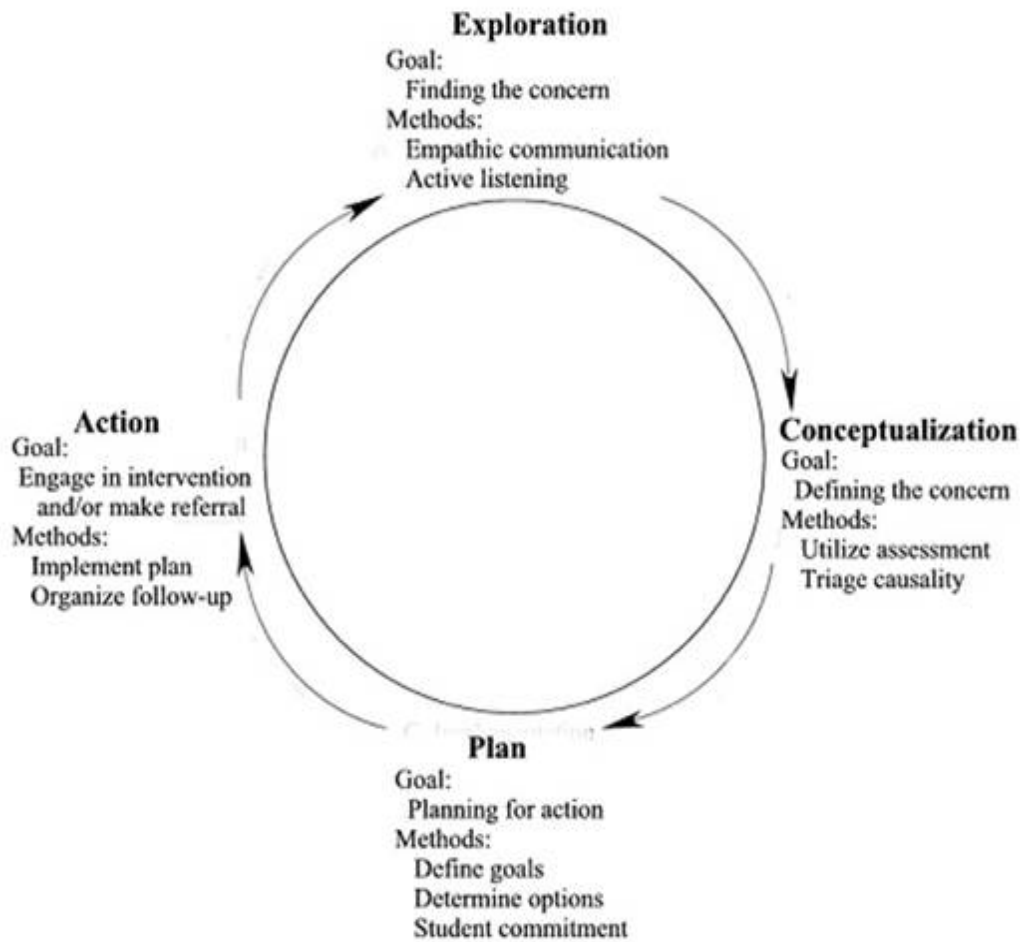 Exploration
Goal:
Finding the concern
Methods:
Empathic communication
Active listening
Conceptualization
Goal:
Defining the concern
Methods:
Utilize assessment
Triage causality
Plan
Goal:
Planning for action
Methods:
Define goals
Determine options
Student commitment
Action
Goal:
Engage in intervention
and/or make referral
Methods:
Implement plan
Organize follow-up